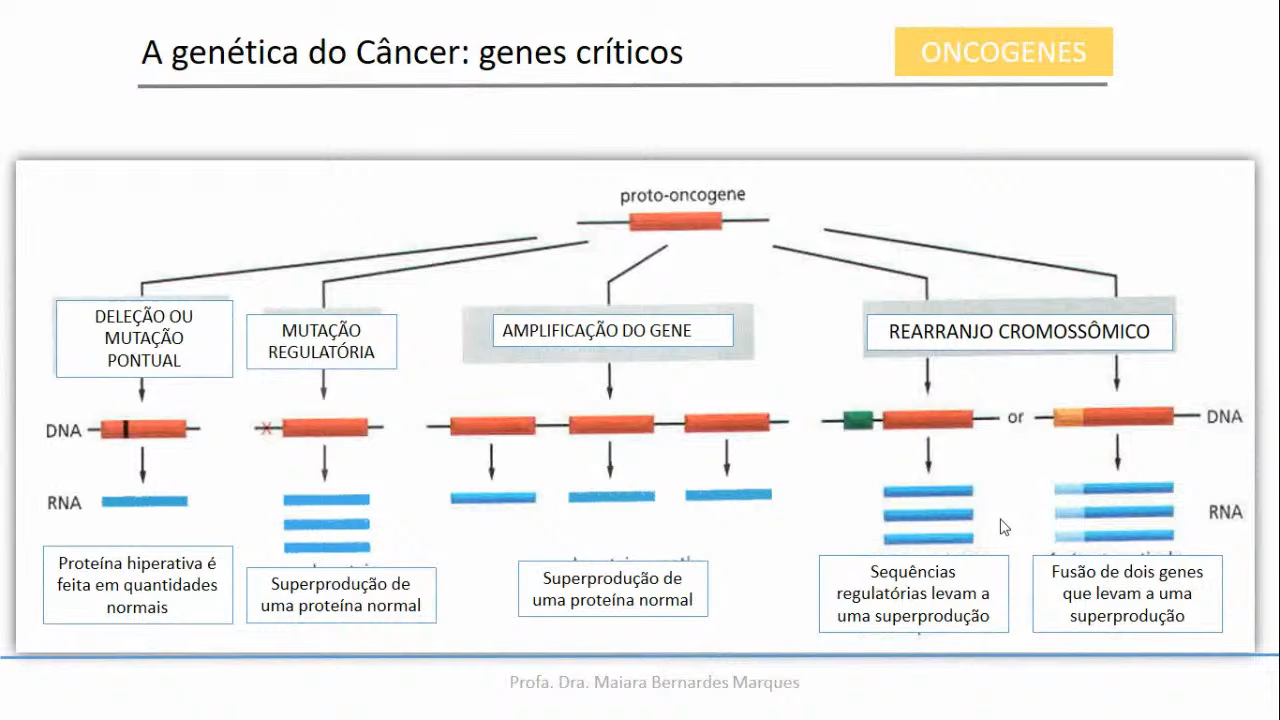 A genética do Câncer: genes críticos
ONCOGENES
proto-oncogene
DELEÇÃO OU
MUTAÇÃO
PONTUAL
MUTAÇÃO
REGULATÓRIA
AMPLIFICAÇÃO DO GENE
REARRANJO CROMOSSÔMICO
DNA
X
or
DNA
RNA
RNA
Proteína hiperativa é
feita em quantidades
normais
Superprodução de
uma proteína normal
Superprodução de
uma proteína normal
Sequências
regulatórias levam a
uma superprodução
Fusão de dois genes
que levam a uma
superprodução
Profa. Dra. Maiara Bernardes Marques